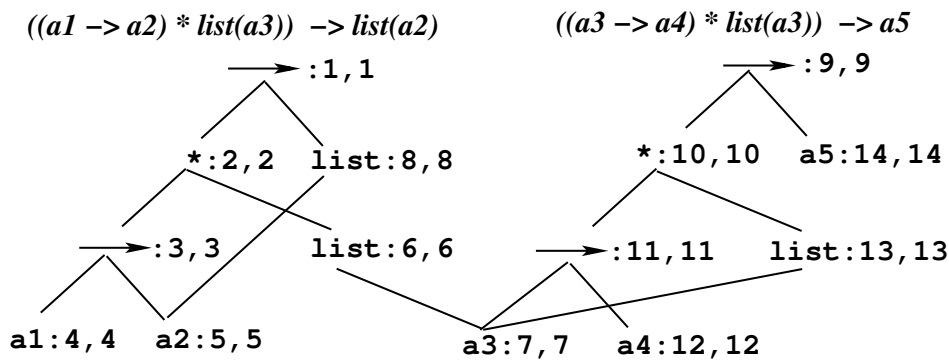 ((a1 −> a2) * list(a3)) −> list(a2) ((a3 −> a4) * list(a3)) −> a5
:1,1 :9,9
*:2,2 list:8,8 *:10,10 a5:14,14
:3,3 list:6,6 :11,11 list:13,13
a1:4,4 a2:5,5 a3:7,7 a4:12,12